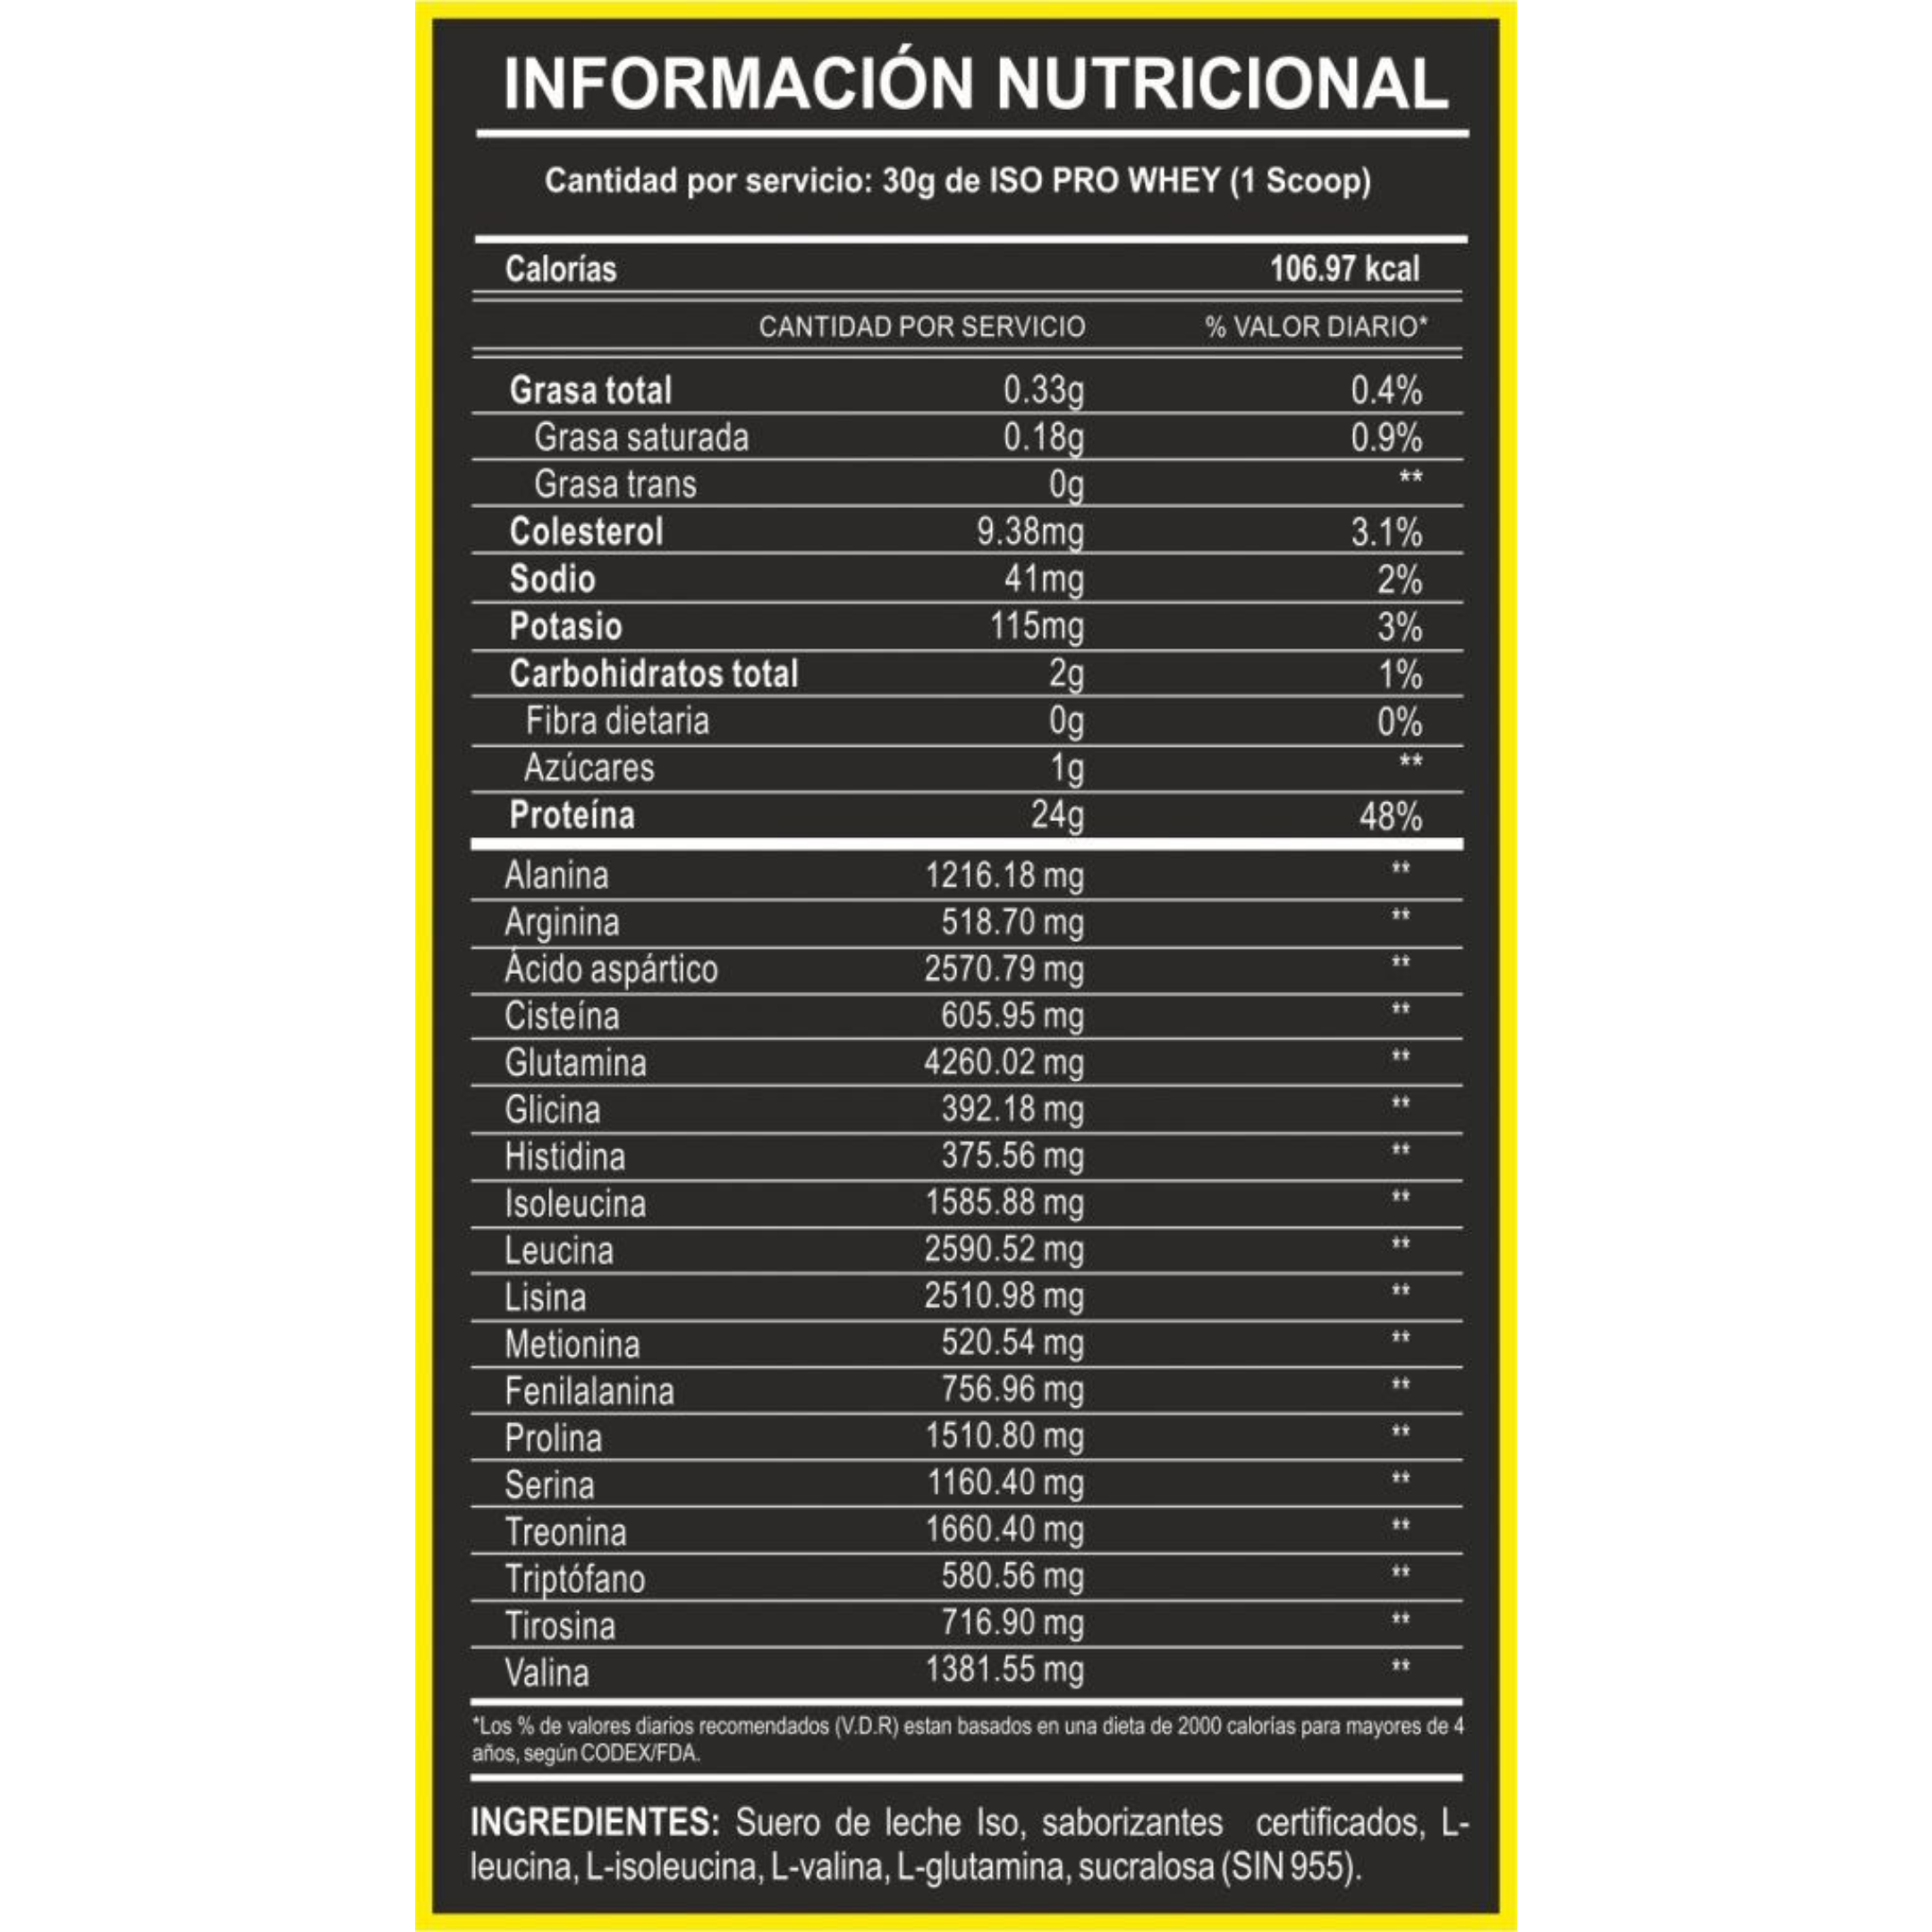 INFORMACIÓN NUTRICIONAL
Cantidad por servicio: 30g de ISO PRO WHEY (1 Scoop)
Calorías 106.97 kcal
CANTIDAD POR SERVICIO % VALOR DIARIO*
Grasa total 0.33g 0.4%
Grasa saturada 0.18g 0.9%
Grasa trans 0g **
Colesterol 9.38mg 3.1%
Sodio 41mg 2%
Potasio 115mg 3%
Carbohidratos total 2g 1%
Fibra dietaria 0g 0%
Azúcares 1g **
Proteína 24g 48%
Alanina 1216.18 mg **
Arginina 518.70 mg **
Ácido aspártico 2570.79 mg **
Cisteína 605.95 mg **
Glutamina 4260.02 mg **
Glicina 392.18 mg **
Histidina 375.56 mg **
Isoleucina 1585.88 mg **
Leucina 2590.52 mg **
Lisina 2510.98 mg **
Metionina 520.54 mg **
Fenilalanina 756.96 mg **
Prolina 1510.80 mg **
Serina 1160.40 mg **
Treonina 1660.40 mg **
Triptófano 580.56 mg **
Tirosina 716.90 mg **
Valina 1381.55 mg **
*Los % de valores diarios recomendados (V.D.R) estan basados en una dieta de 2000 calorías para mayores de 4
años, según CODEX/FDA.
INGREDIENTES: Suero de leche Iso, saborizantes certificados, L-
leucina, L-isoleucina, L-valina, L-glutamina, sucralosa (SIN 955).